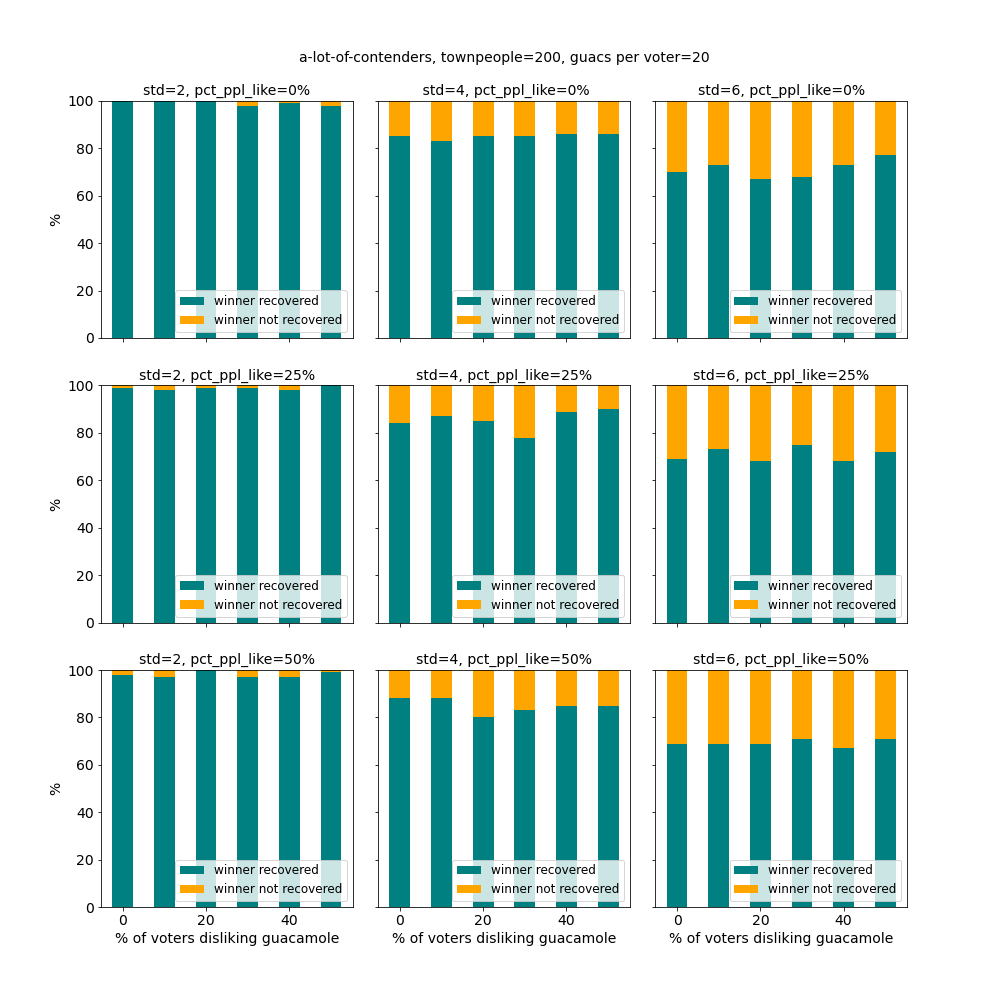 a-lot-of-contenders, townpeople=200, guacs per voter=20
std=2, pct_ppl_like=0%
std=4, pct_ppl_like=0%
std=6, pct_ppl_like=0%
100
80
60
40
20
0
%
winner recovered
winner not recovered
winner recovered
winner not recovered
winner recovered
winner not recovered
std=2, pct_ppl_like=25%
std=4, pct_ppl_like=25%
std=6, pct_ppl_like=25%
100
80
60
40
20
0
%
winner recovered
winner not recovered
winner recovered
winner not recovered
winner recovered
winner not recovered
std=2, pct_ppl_like=50%
std=4, pct_ppl_like=50%
std=6, pct_ppl_like=50%
100
80
60
40
20
0
%
winner recovered
winner not recovered
winner recovered
winner not recovered
winner recovered
winner not recovered
0 20 40
0 20 40
0 20 40
% of voters disliking guacamole
% of voters disliking guacamole
% of voters disliking guacamole